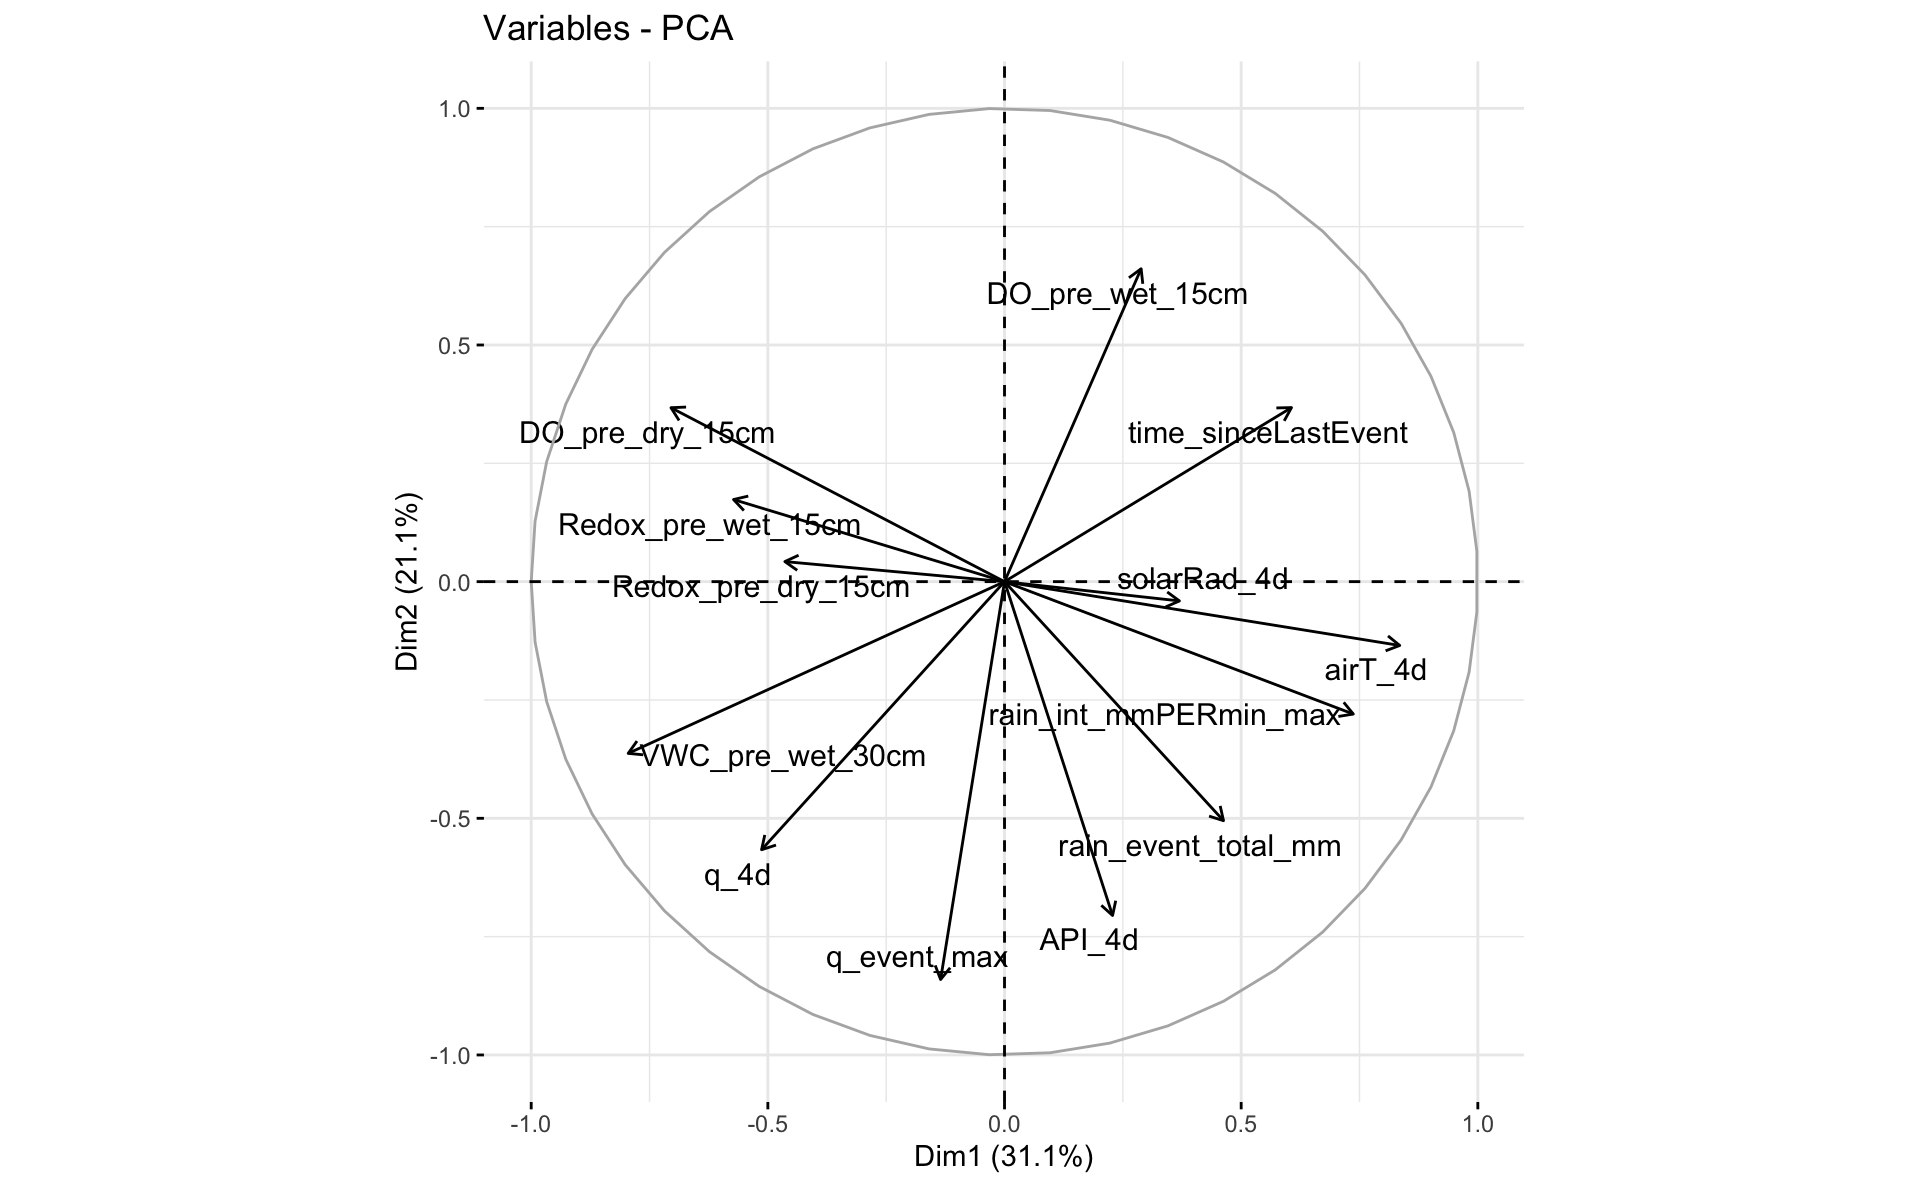 Variables - PCA
1.0
DO_pre_wet_15cm
0.5
DO_pre_dry_15cm
time_sinceLastEvent
Redox_pre_wet_15cm
solarRad_4d
0.0
Redox_pre_dry_15cm
airT_4d
rain_int_mmPERmin_max
VWC_pre_wet_30cm
-0.5
rain_event_total_mm
q_4d
API_4d
q_event_max
-1.0
Dim2 (21.1%)
-1.0 -0.5 0.0 0.5 1.0
Dim1 (31.1%)